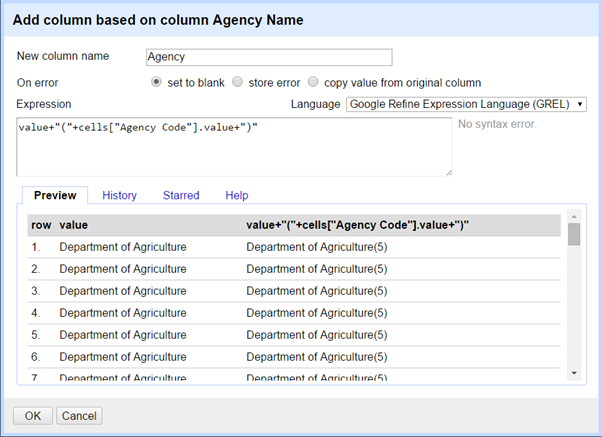 Add column based on column Agency Name
New column name Agency
On error set to blank store error copy value from original column
Expression Language Google Refine Expression Language (GREL)
value+"("+cells["Agency Code"].value+")" No syntax error.
Preview History Starred Help
row value value+"("+cells["Agency Code"].value+")"
1. Department of Agriculture Department of Agriculture(5)
2. Department of Agriculture Department of Agriculture(5)
3. Department of Agriculture Department of Agriculture(5)
4. Department of Agriculture Department of Agriculture(5)
5. Department of Agriculture Department of Agriculture(5)
6. Department of Agriculture Department of Agriculture(5)
7. Department of Agriculture Department of Agriculture(5)
OK Cancel